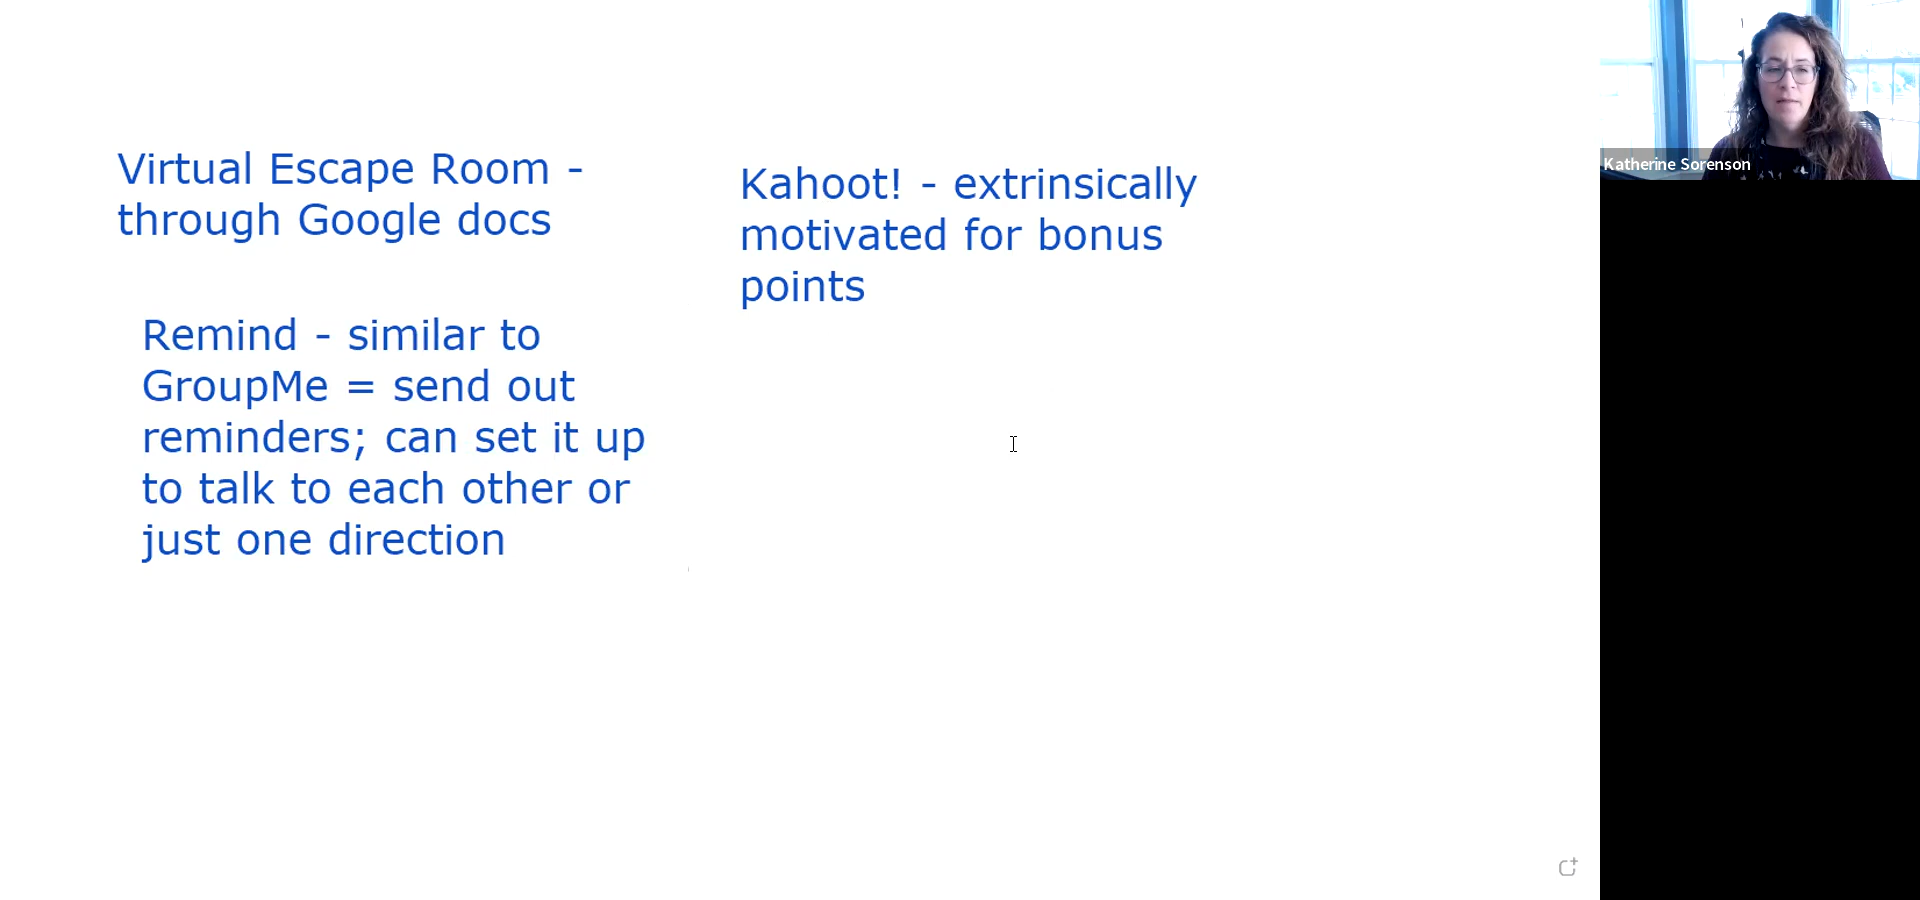 Virtual Escape Room -
through Google docs
Remind - similar to
GroupMe = send out
reminders; can set it up
to talk to each other or
just one direction
Kahoot! - extrinsically
motivated for bonus
points
Katherine Sorenson